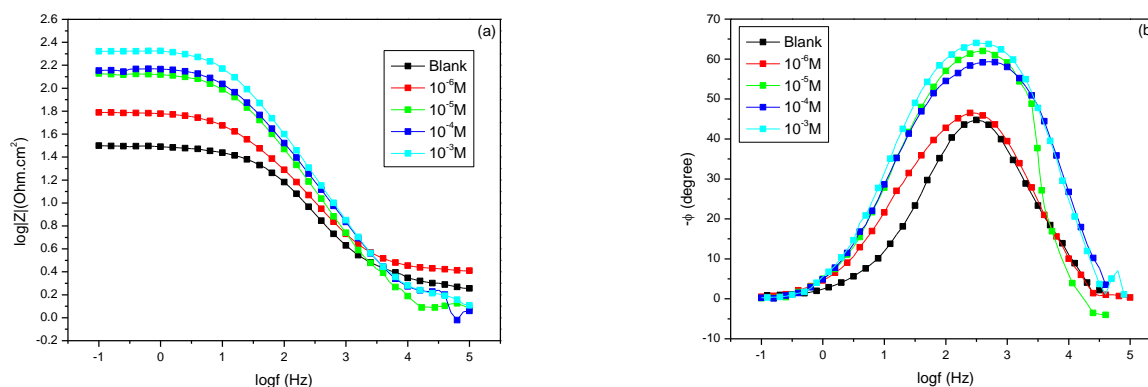 (a)
2.6
2.4
2.2
2.0
1.8
1.6
1.4
1.2
1.0
0.8
0.6
0.4
0.2
0.0
-0.2
log|Z|(Ohm.cm²)
Blank
10⁻⁶M
10⁻⁵M
10⁻⁴M
10⁻³M
-1 0 1 2 3 4 5
logf (Hz)
(b
70
60
50
40
30
20
10
0
-10
-ϕ (degree)
Blank
10⁻⁶M
10⁻⁵M
10⁻⁴M
10⁻³M
-1 0 1 2 3 4 5
logf (Hz)